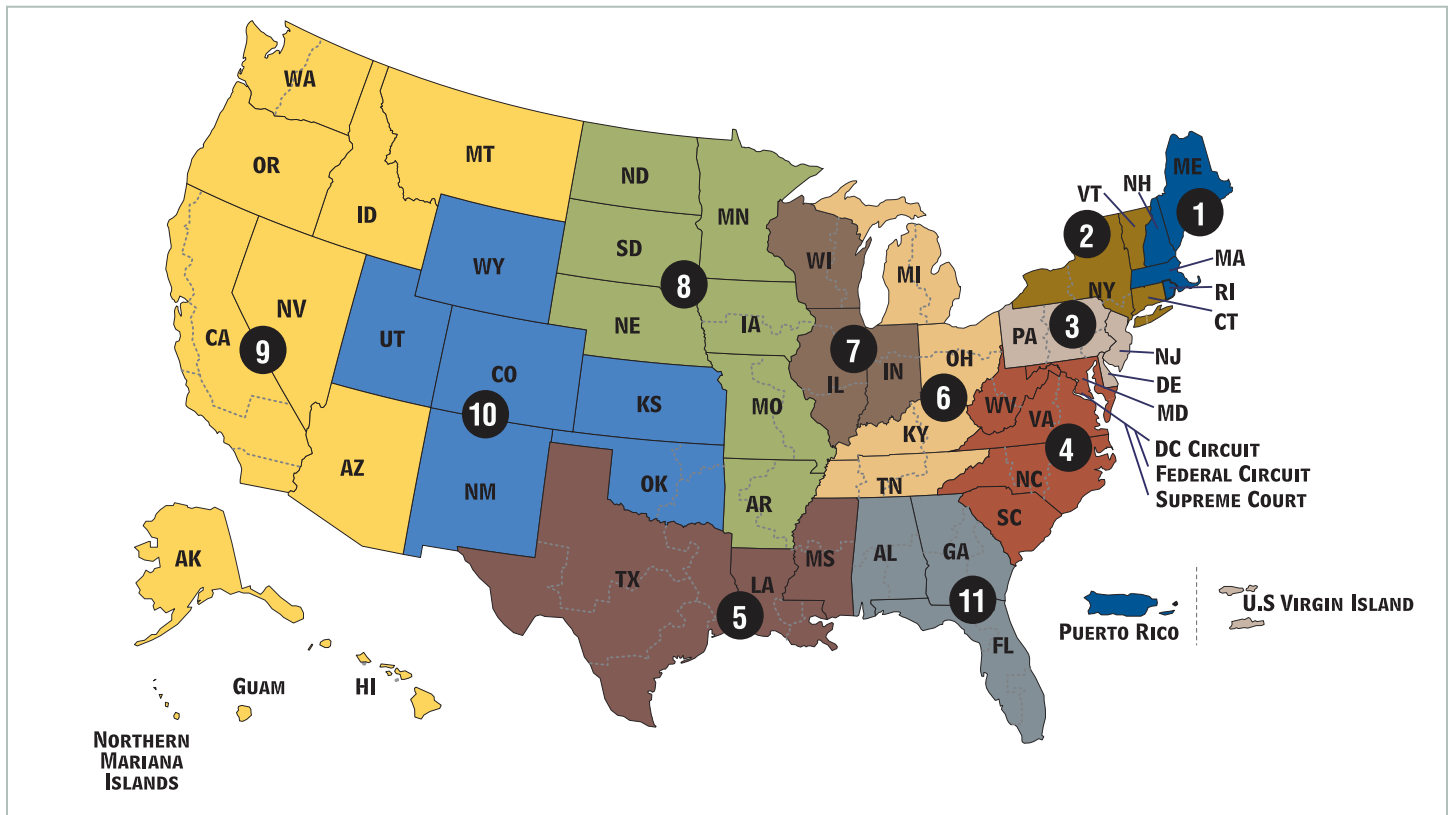 WA
OR
MT
ID
ND
MN
SD
WY
NE
IA
WI
MI
ME
NH
VT
1
2
MA
NY
RI
CT
3
PA
NJ
DE
MD
8
NV
CA
9
UT
CO
10
KS
MO
7
IL
IN
OH
6
KY
WV
VA
4
DC CIRCUIT
FEDERAL CIRCUIT
SUPREME COURT
AZ
NM
OK
AR
TN
NC
SC
TX
LA
MS
AL
GA
5
11
FL
AK
HI
GUAM
NORTHERN
MARIANA
ISLANDS
PUERTO RICO
U.S VIRGIN ISLAND